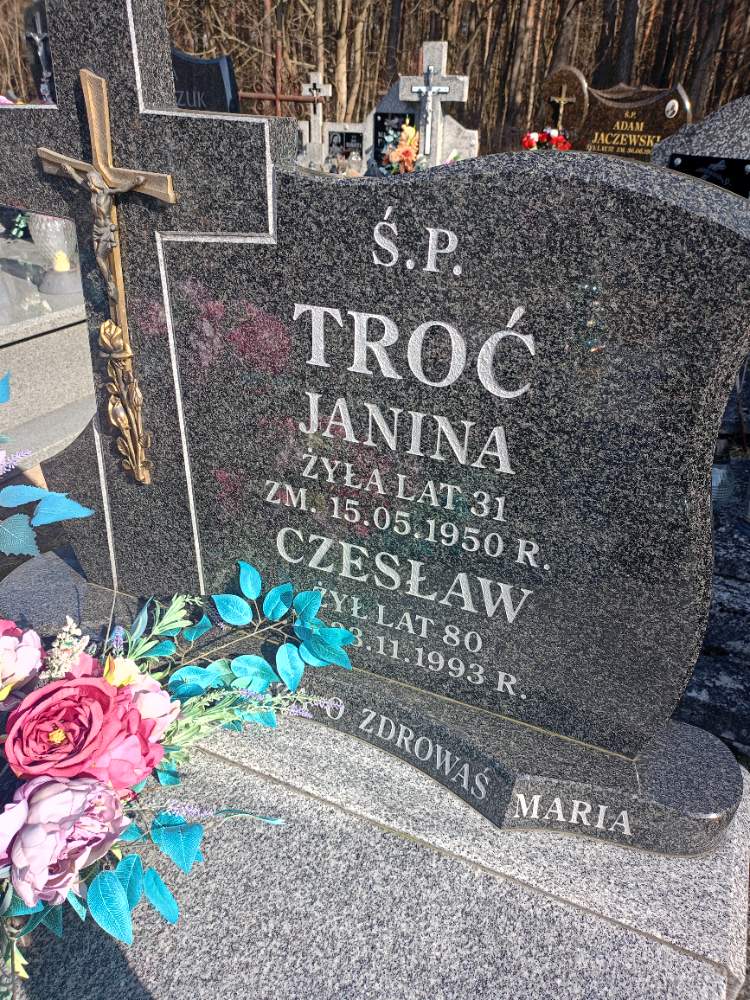 ZUK
Ś.P.
ADAM
JACZEWSKI
Ś.P.
TROĆ
JANINA
ŻYŁA LAT 31
ZM. 15.05.1950 R.
CZESŁAW
ŻYŁ LAT 80
23.11.1993 R.
O ZDROWAŚ MARIA